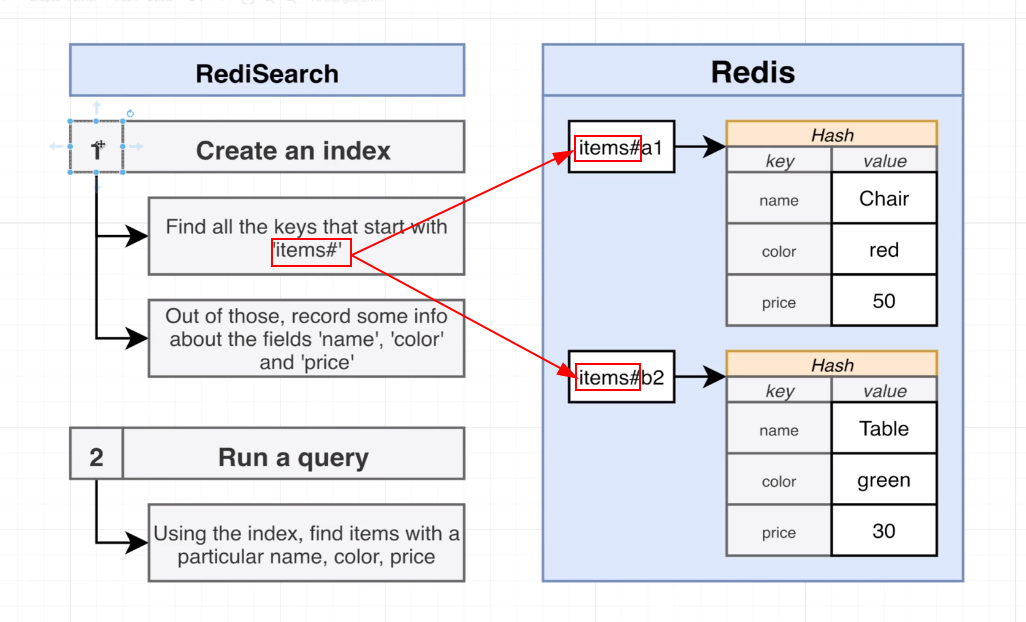 RediSearch
1
Create an index
Find all the keys that start with
'items#'
Out of those, record some info
about the fields 'name', 'color'
and 'price'
2
Run a query
Using the index, find items with a
particular name, color, price
Redis
items#a1
Hash
key value
name Chair
color red
price 50
items#b2
Hash
key value
name Table
color green
price 30